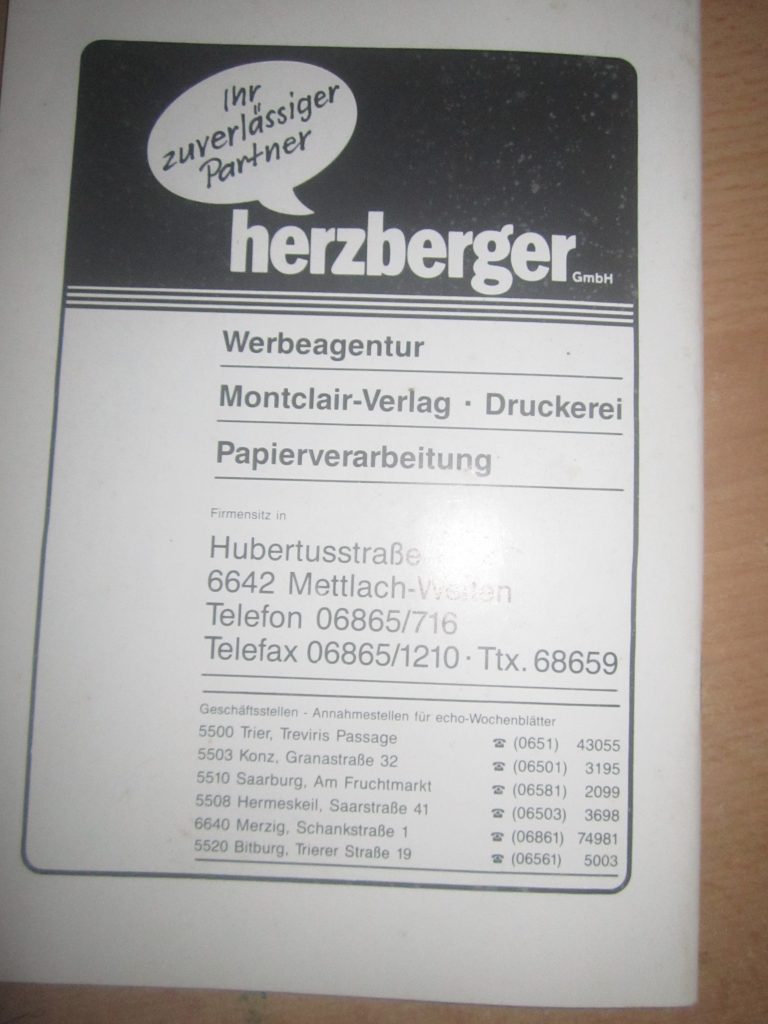 Ihr
zuverlässiger
Partner
herzberger GmbH
Werbeagentur
Montclair-Verlag · Druckerei
Papierverarbeitung
Firmensitz in
Hubertusstraße
6642 Mettlach-Weiten
Telefon 06865/716
Telefax 06865/1210 · Ttx. 68659
Geschäftsstellen - Annahmestellen für echo-Wochenblätter
5500 Trier, Treviris Passage ☎ (0651) 43055
5503 Konz, Granastraße 32 ☎ (06501) 3195
5510 Saarburg, Am Fruchtmarkt ☎ (06581) 2099
5508 Hermeskeil, Saarstraße 41 ☎ (06503) 3698
6640 Merzig, Schankstraße 1 ☎ (06861) 74981
5520 Bitburg, Trierer Straße 19 ☎ (06561) 5003